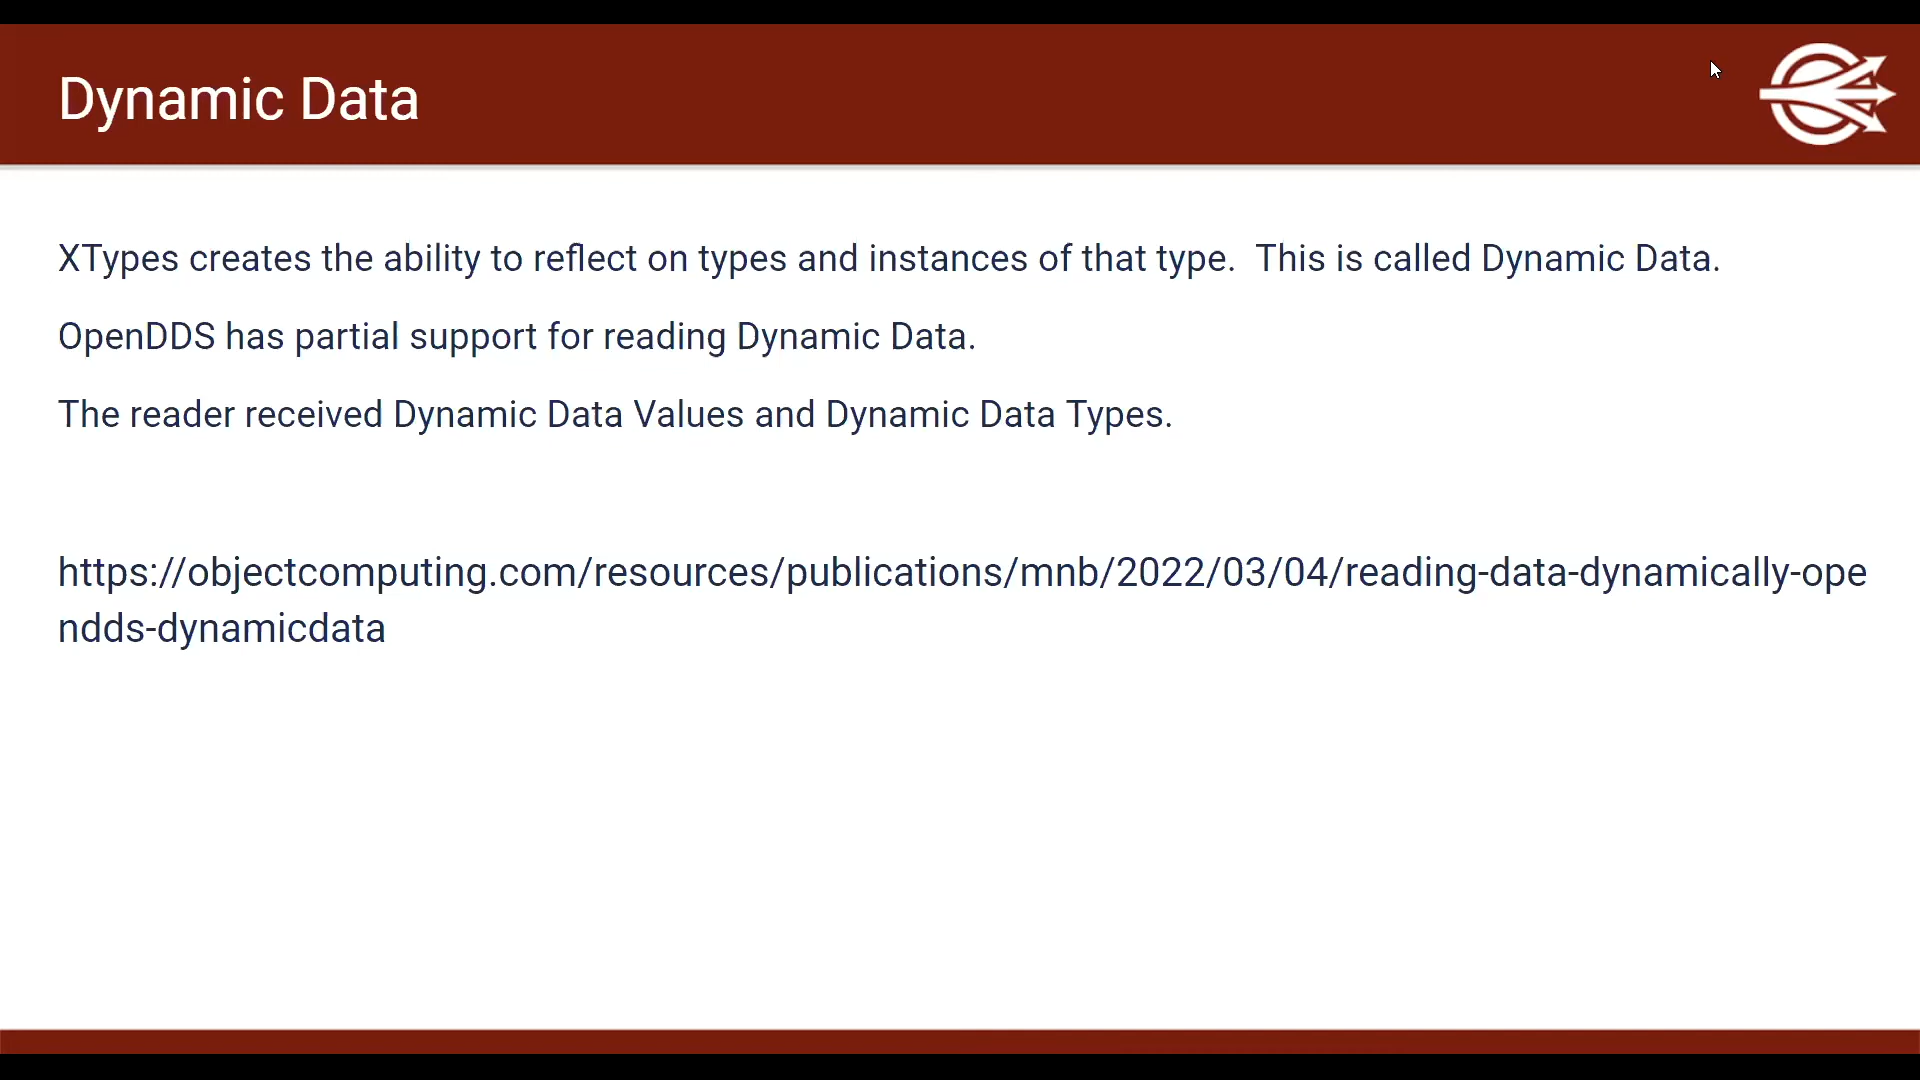 Dynamic Data
XTypes creates the ability to reflect on types and instances of that type.  This is called Dynamic Data.
OpenDDS has partial support for reading Dynamic Data.
The reader received Dynamic Data Values and Dynamic Data Types.
https://objectcomputing.com/resources/publications/mnb/2022/03/04/reading-data-dynamically-ope
ndds-dynamicdata